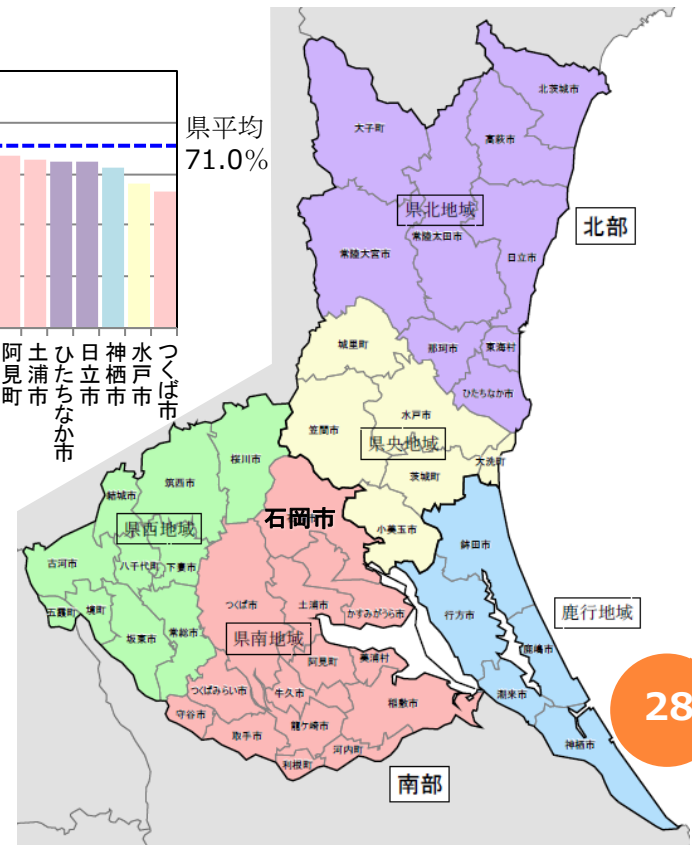 県平均
71.0%
阿見町
土浦市
ひたちなか市
日立市
神栖市
水戸市
つくば市
北茨城市
大子町
高萩市
県北地域
常陸太田市
常陸大宮市
日立市
北部
城里町
那珂市
東海村
ひたちなか市
水戸市
笠間市
県央地域
大洗町
茨城町
桜川市
筑西市
結城市
石岡市
小美玉市
鉾田市
県西地域
古河市
八千代町
下妻市
つくば市
土浦市
かすみがうら市
行方市
鹿行地域
五霞町
境町
坂東市
常総市
県南地域
鹿嶋市
阿見町
美浦村
つくばみらい市
牛久市
稲敷市
潮来市
守谷市
取手市
龍ケ崎市
河内町
利根町
神栖市
28
南部